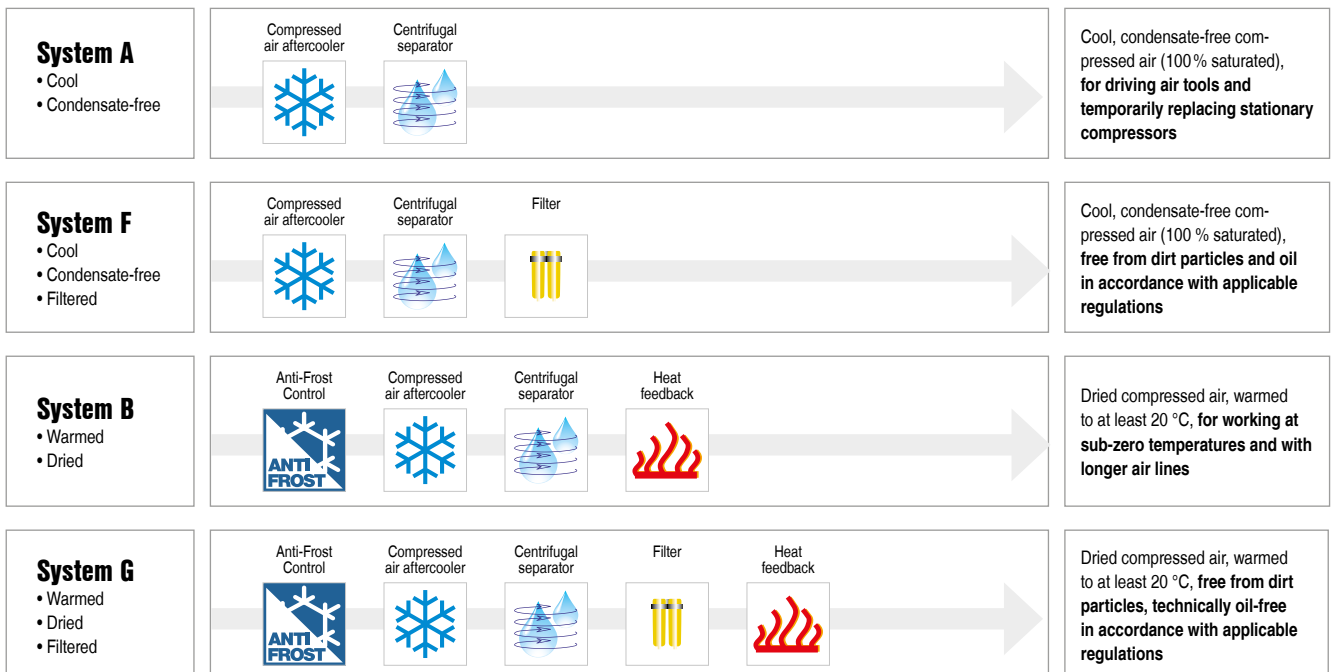 System A
• Cool
• Condensate-free
Compressed
air aftercooler
Centrifugal
separator
Cool, condensate-free com-
pressed air (100 % saturated),
for driving air tools and
temporarily replacing stationary
compressors
System F
• Cool
• Condensate-free
• Filtered
Compressed
air aftercooler
Centrifugal
separator
Filter
Cool, condensate-free com-
pressed air (100 % saturated),
free from dirt particles and oil
in accordance with applicable
regulations
System B
• Warmed
• Dried
Anti-Frost
Control
ANTI
FROST
Compressed
air aftercooler
Centrifugal
separator
Heat
feedback
Dried compressed air, warmed
to at least 20 °C, for working at
sub-zero temperatures and with
longer air lines
System G
• Warmed
• Dried
• Filtered
Anti-Frost
Control
ANTI
FROST
Compressed
air aftercooler
Centrifugal
separator
Filter
Heat
feedback
Dried compressed air, warmed
to at least 20 °C, free from dirt
particles, technically oil-free
in accordance with applicable
regulations